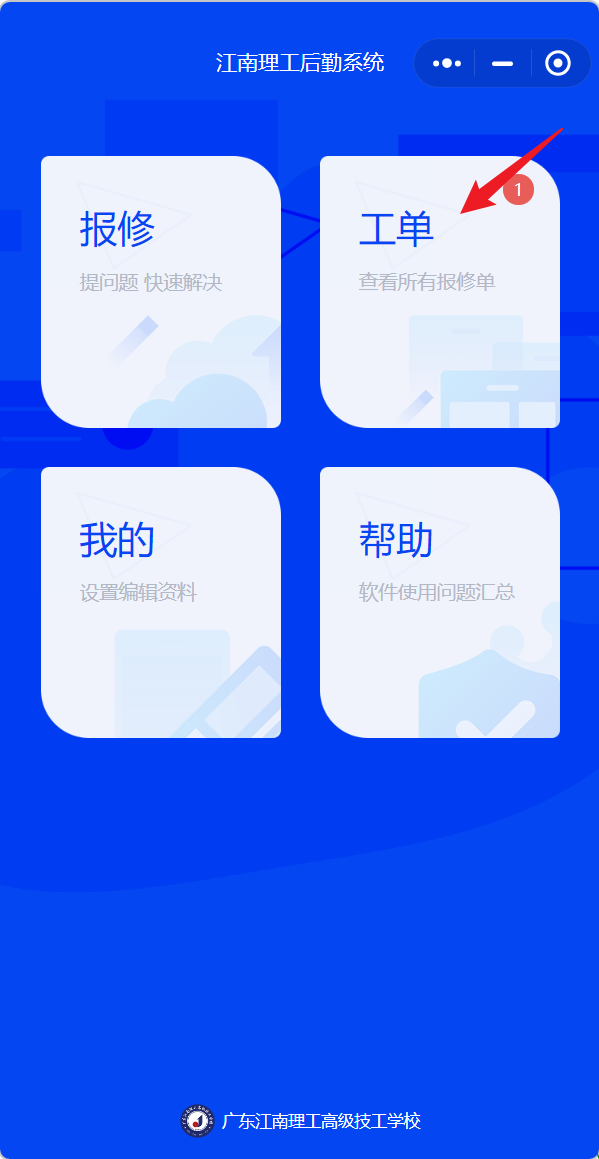 江南理工后勤系统
报修
提问题 快速解决
工单
1
查看所有报修单
我的
设置编辑资料
帮助
软件使用问题汇总
广东江南理工高级技工学校